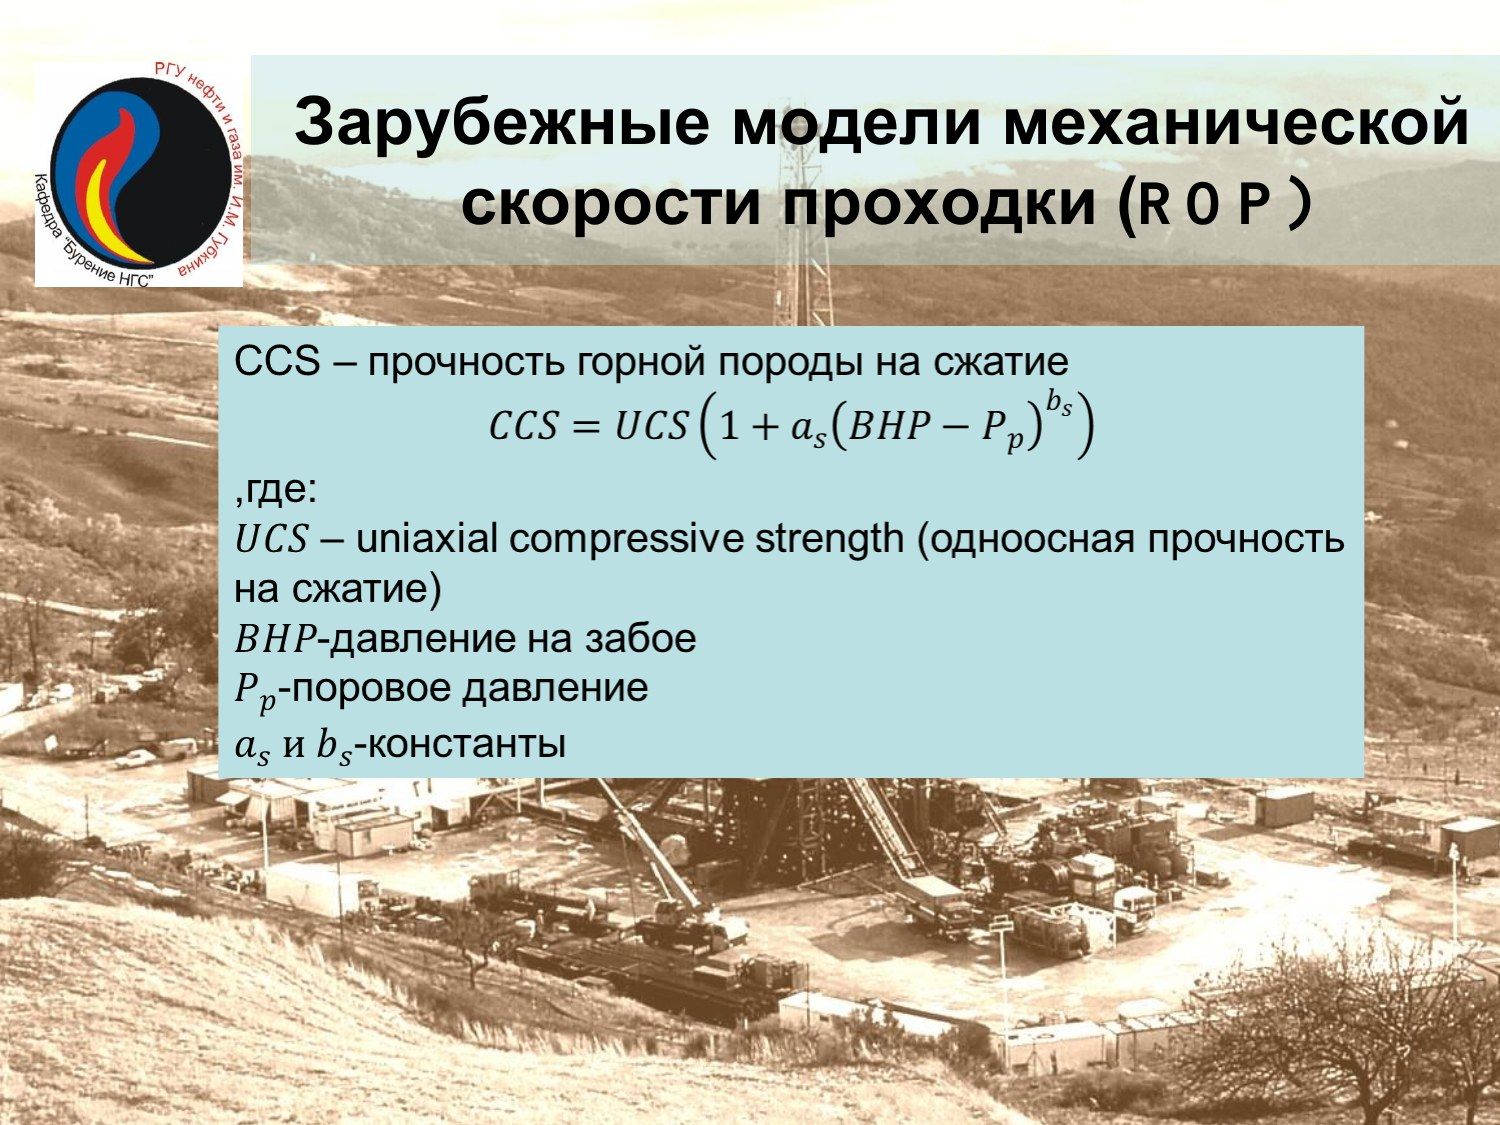 РГУ нефти и газа им. И.М. Губкина
Кафедра "Бурение НГС"
Зарубежные модели механической
скорости проходки (ROP)
CCS – прочность горной породы на сжатие
CCS = UCS(1 + a_s(BHP − P_p)^{b_s})
,где:
UCS – uniaxial compressive strength (одноосная прочность
на сжатие)
BHP-давление на забое
P_p-поровое давление
a_s и b_s-константы